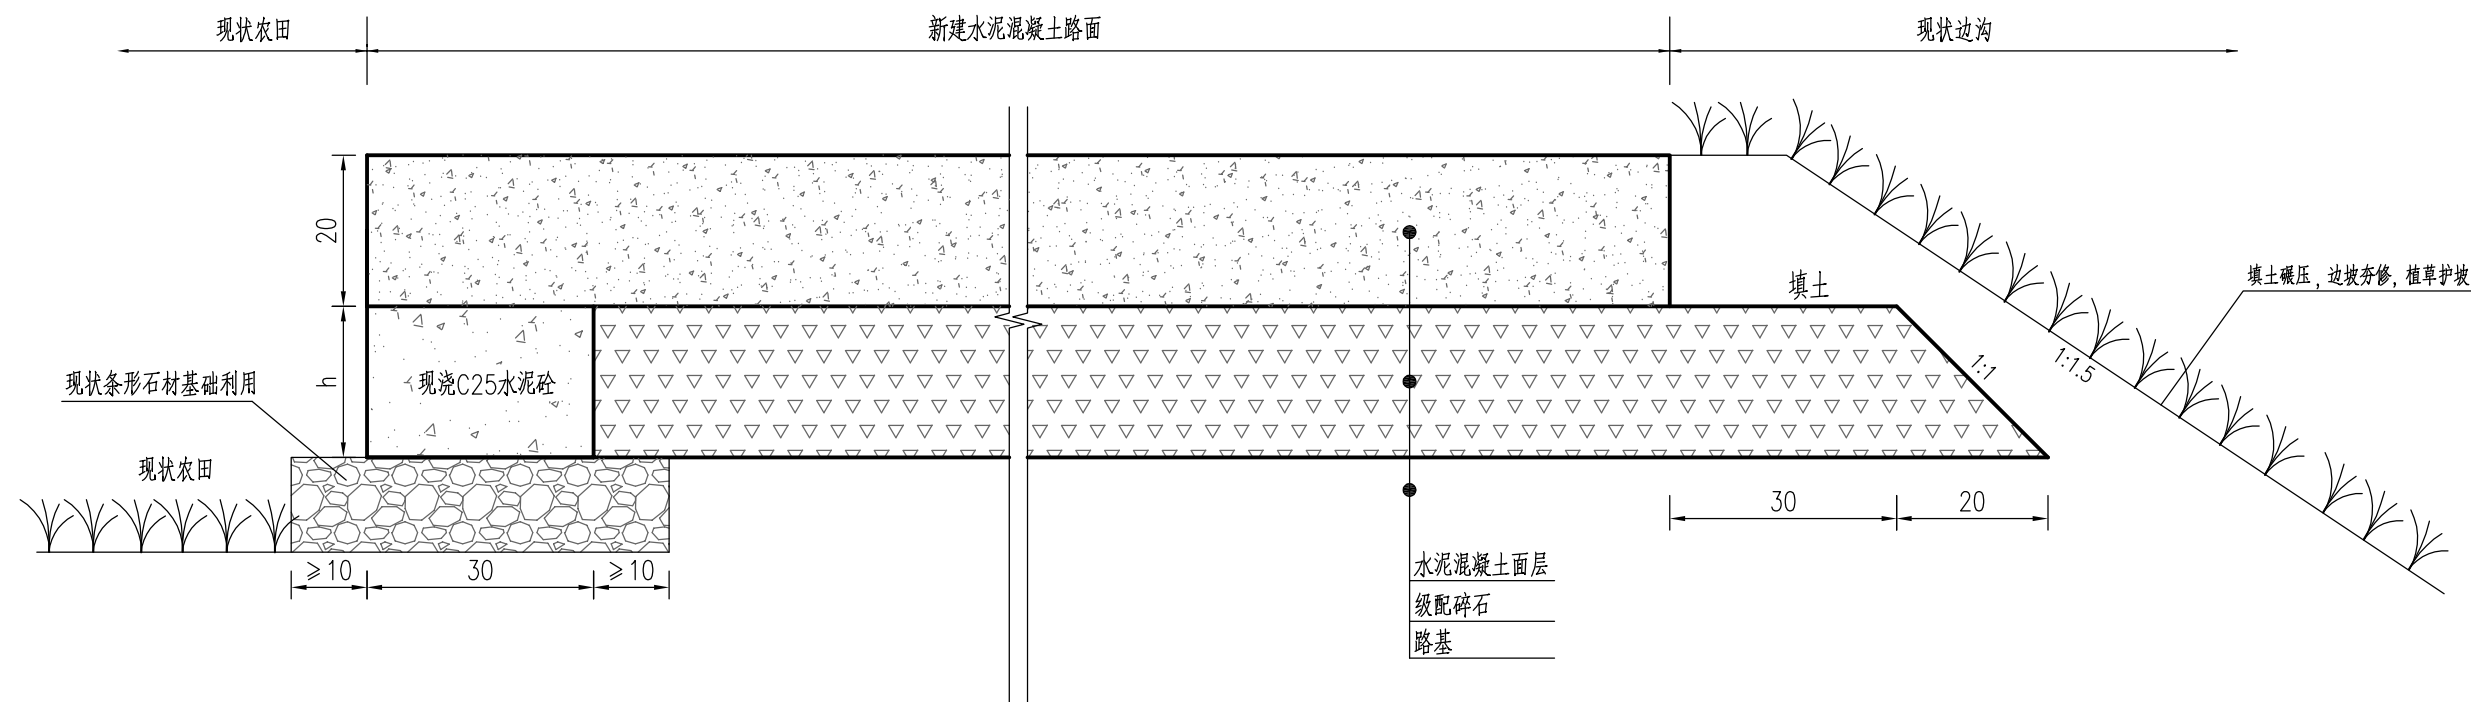 现状农田
新建水泥混凝土路面
现状边沟
20
填土
填土碾压，边坡夯修，植草护坡
1:1
1:1.5
h
现浇C25水泥砼
现状条形石材基础利用
现状农田
30
20
≥10
30
≥10
水泥混凝土面层
级配碎石
路基